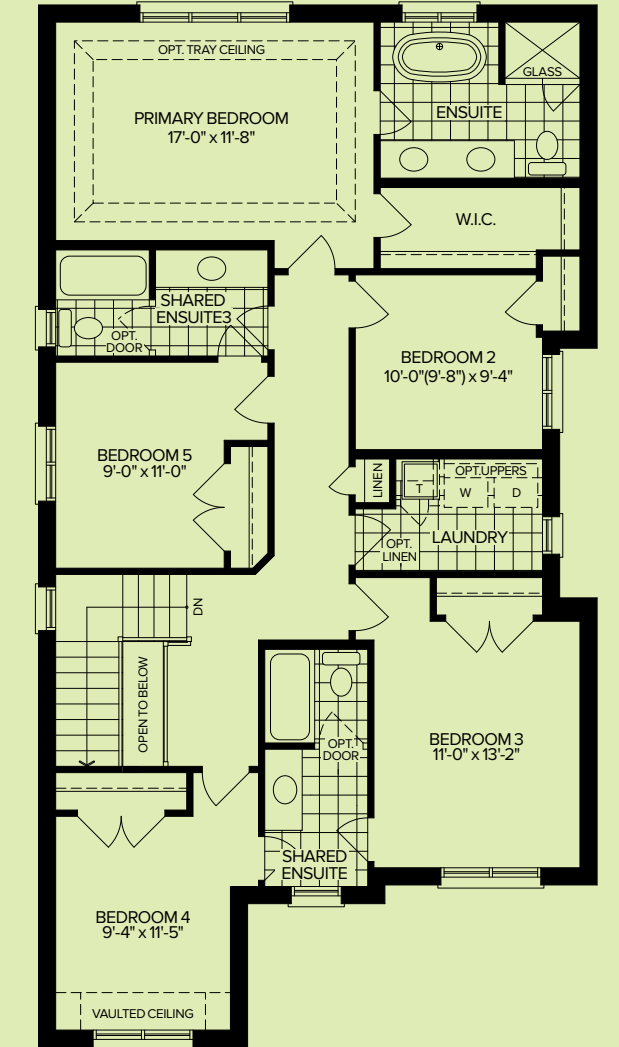 OPT. TRAY CEILING
PRIMARY BEDROOM
17'-0" x 11'-8"
GLASS
ENSUITE
W.I.C.
SHARED
ENSUITE3
OPT.
DOOR
BEDROOM 2
10'-0"(9'-8") x 9'-4"
BEDROOM 5
9'-0" x 11'-0"
LINEN
OPT.UPPERS
T
W
D
LAUNDRY
OPT.
LINEN
DN
OPEN TO BELOW
OPT.
DOOR
BEDROOM 3
11'-0" x 13'-2"
SHARED
ENSUITE
BEDROOM 4
9'-4" x 11'-5"
VAULTED CEILING